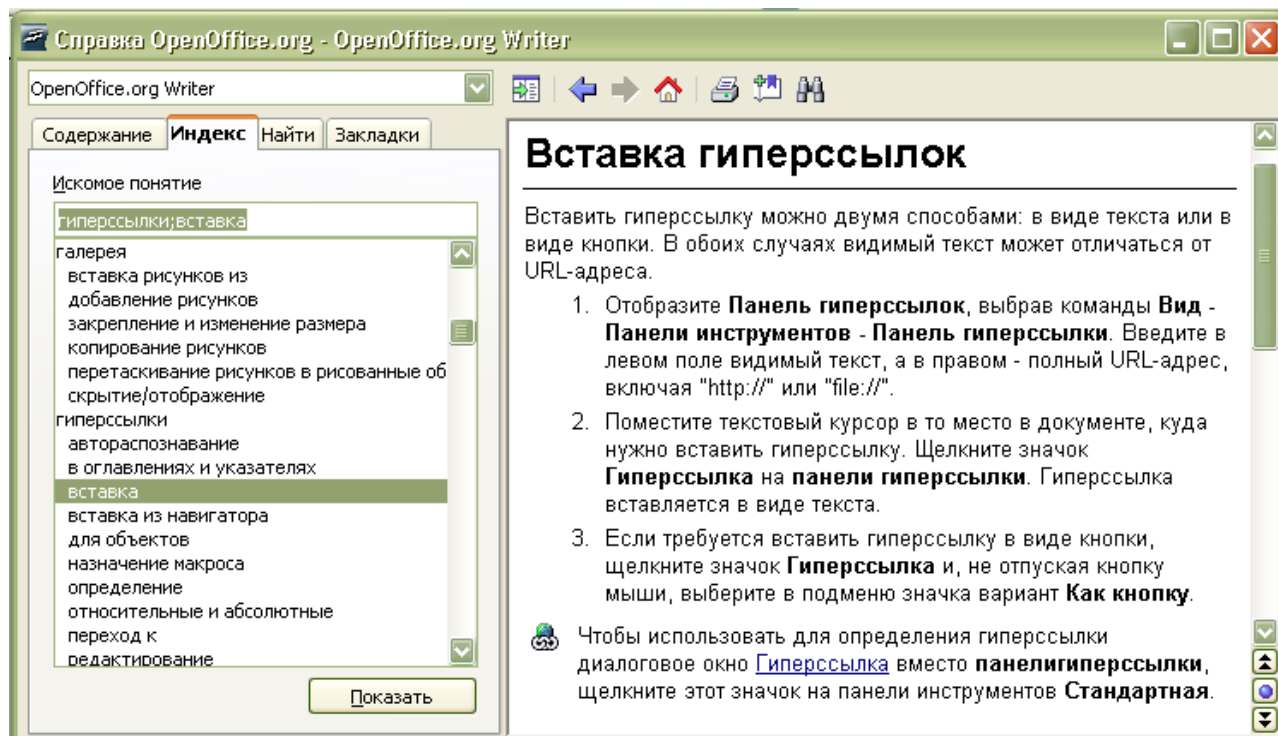 Справка OpenOffice.org - OpenOffice.org Writer
OpenOffice.org Writer
Содержание Индекс Найти Закладки
Искомое понятие
гиперссылки;вставка
галерея
вставка рисунков из
добавление рисунков
закрепление и изменение размера
копирование рисунков
перетаскивание рисунков в рисованные об
скрытие/отображение
гиперссылки
автораспознавание
в оглавлениях и указателях
вставка
вставка из навигатора
для объектов
назначение макроса
определение
относительные и абсолютные
переход к
редактирование
Показать
Вставка гиперссылок
Вставить гиперссылку можно двумя способами: в виде текста или в
виде кнопки. В обоих случаях видимый текст может отличаться от
URL-адреса.
1. Отобразите Панель гиперссылок, выбрав команды Вид -
Панели инструментов - Панель гиперссылки. Введите в
левом поле видимый текст, а в правом - полный URL-адрес,
включая "http://" или "file://".
2. Поместите текстовый курсор в то место в документе, куда
нужно вставить гиперссылку. Щелкните значок
Гиперссылка на панели гиперссылки. Гиперссылка
вставляется в виде текста.
3. Если требуется вставить гиперссылку в виде кнопки,
щелкните значок Гиперссылка и, не отпуская кнопку
мыши, выберите в подменю значка вариант Как кнопку.
Чтобы использовать для определения гиперссылки
диалоговое окно Гиперссылка вместо панелигиперссылки,
щелкните этот значок на панели инструментов Стандартная.